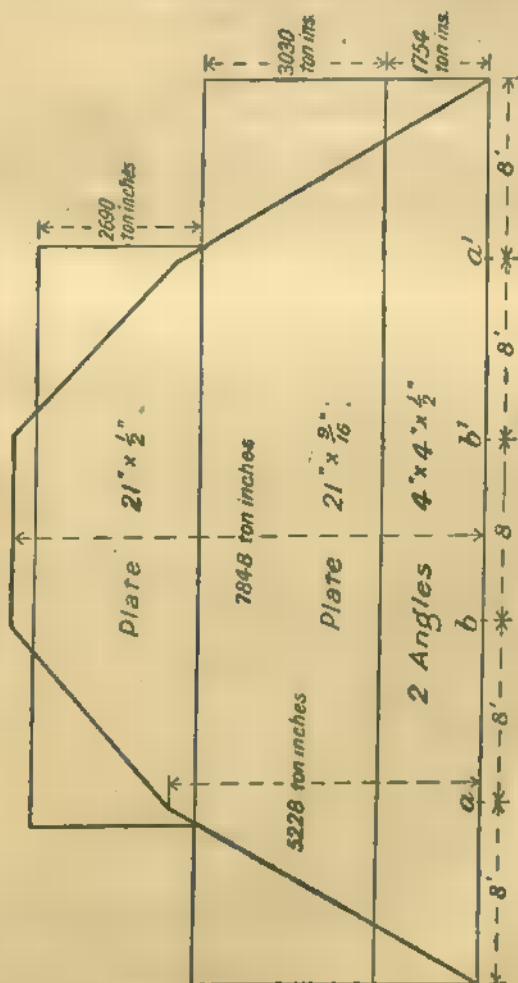 2690
ton inches
3030
ton ins.
1754
ton ins.
Plate 21" × 1/2"
7848 ton inches
Plate 21" × 9/16"
2 Angles 4" × 4" × 1/2"
5228 ton inches
a b b' a'
8' 8' 8 8' 8'